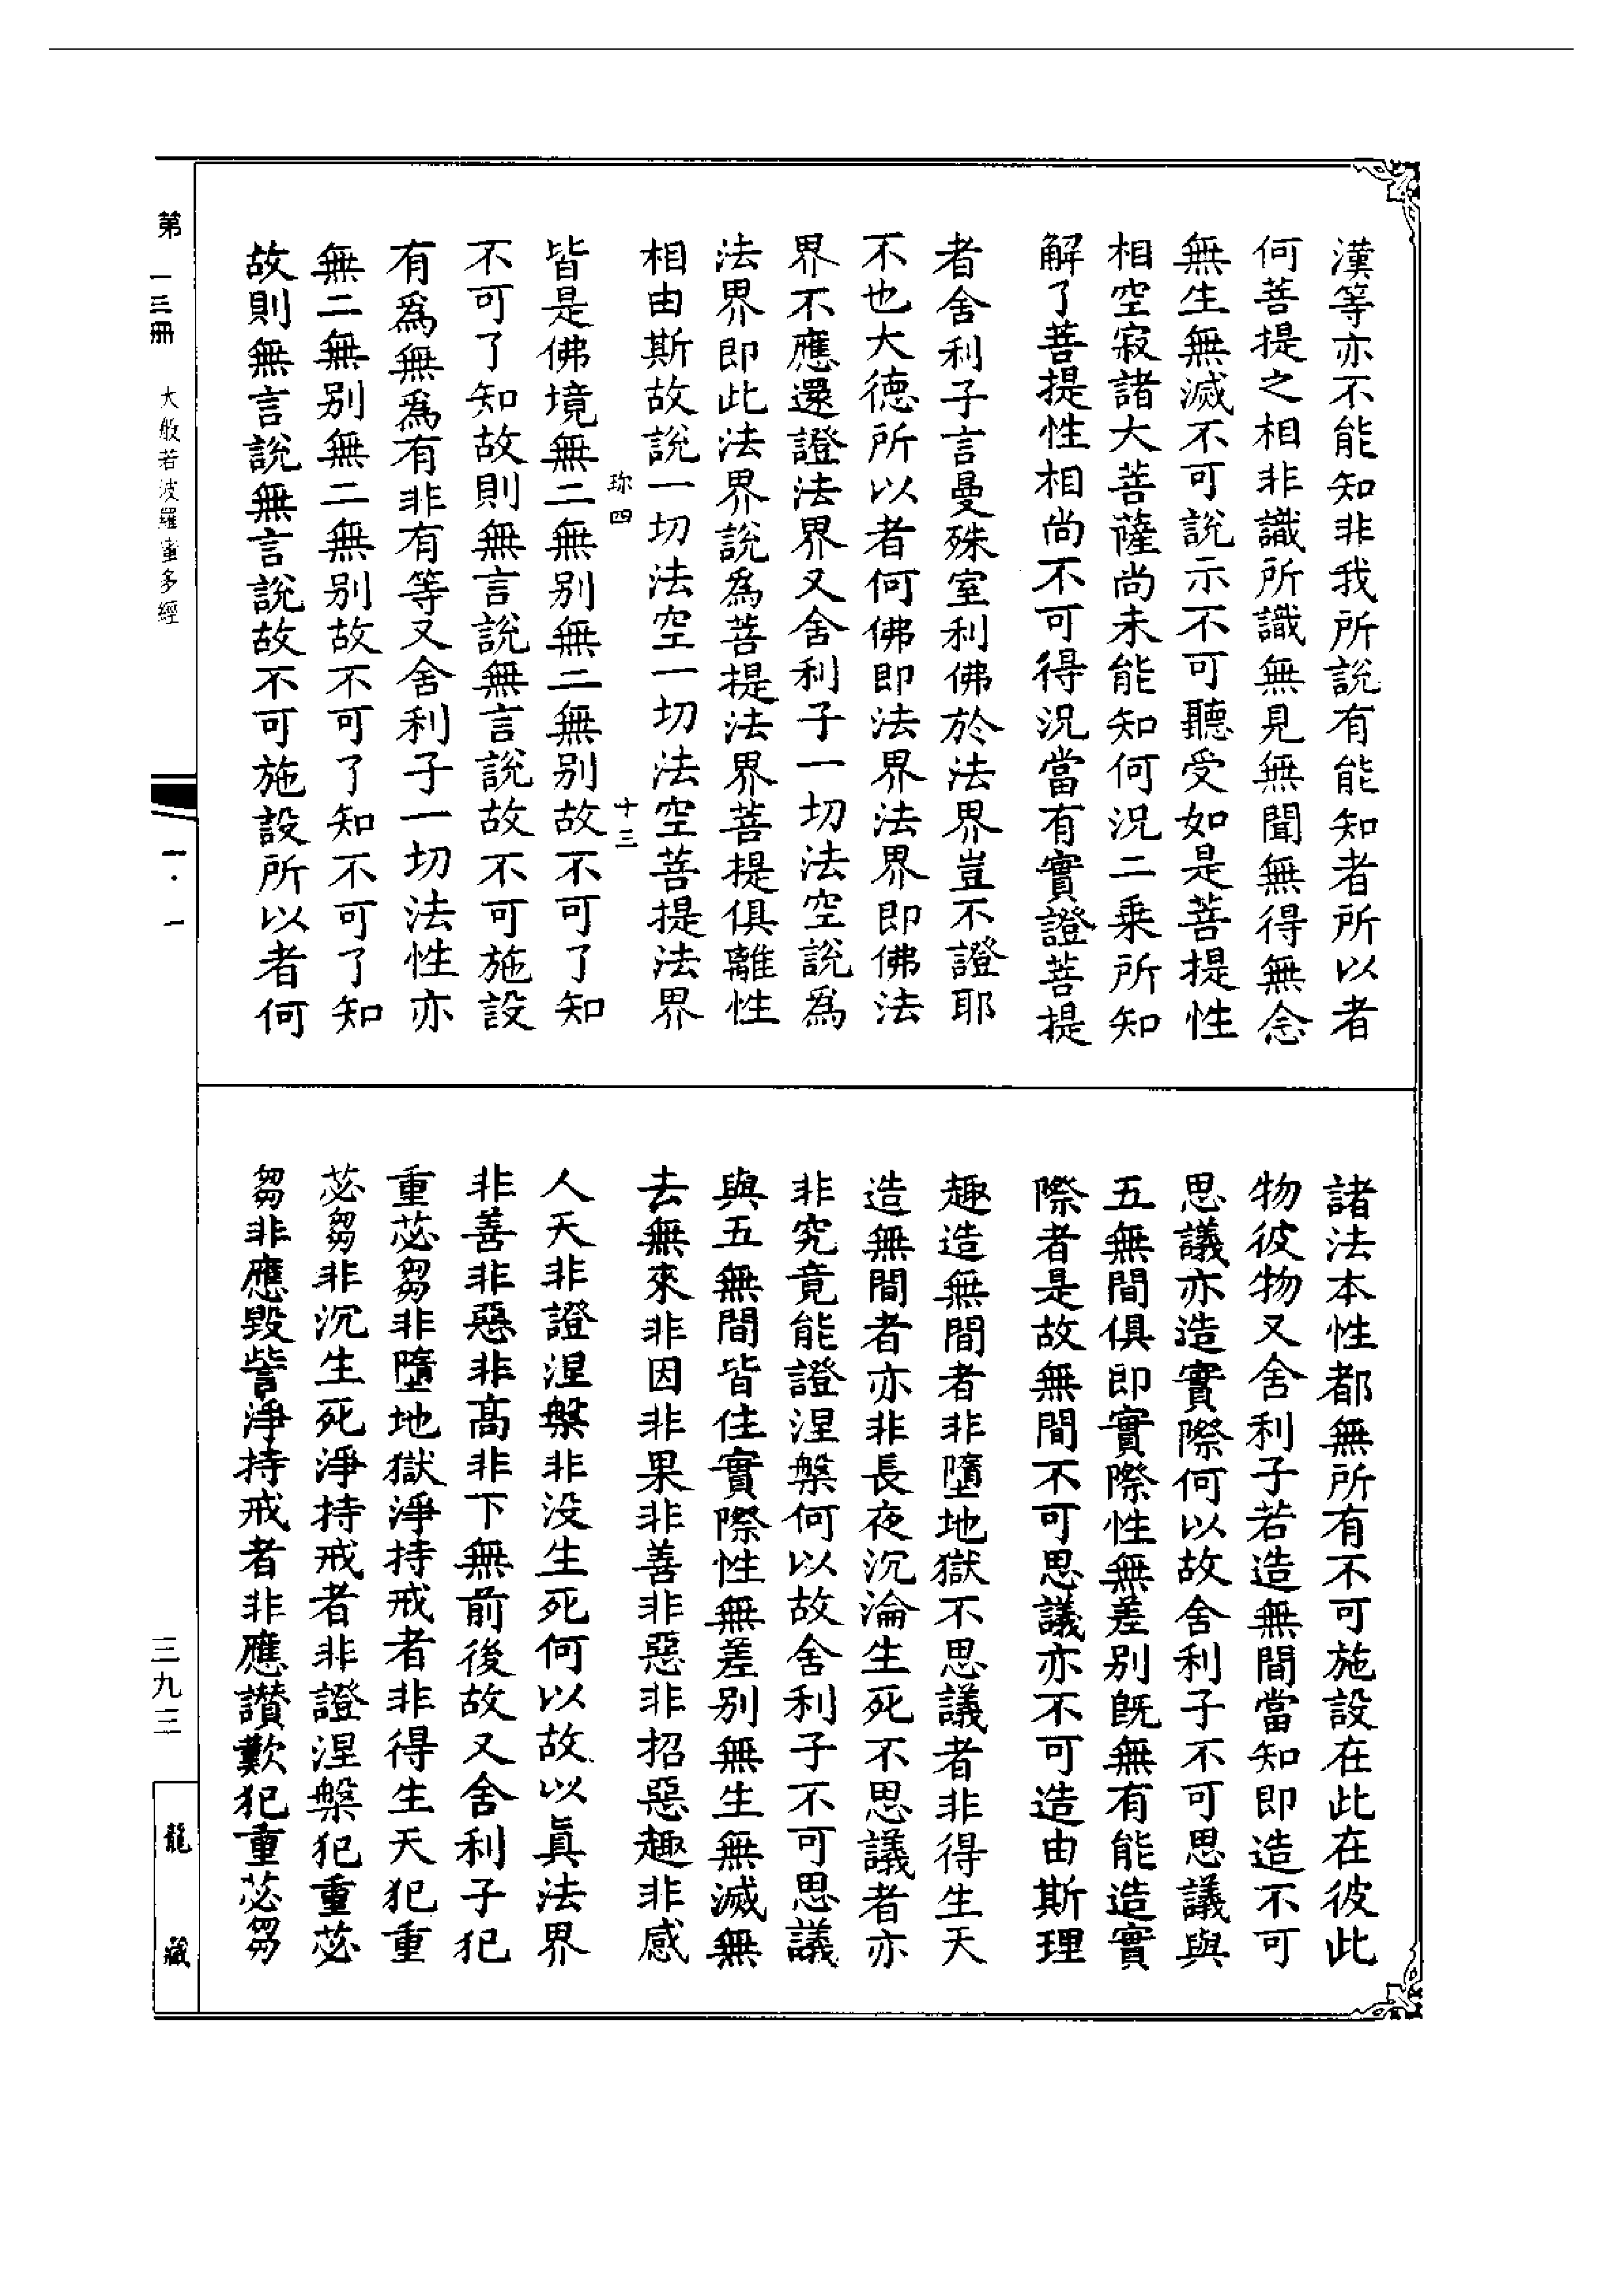 漢等亦不能知非我所說有能知者所以者
何菩提之相非識所識無見無聞無得無念
無生無滅不可說示不可聽受如是菩提性
相空寂諸大菩薩尚未能知何況二乘所知
解了菩提性相尚不可得況當有實證菩提
者舍利子言曼殊室利佛於法界豈不證耶
不也大德所以者何佛即法界法界即佛法
界不應還證法界又舍利子一切法空說爲
法界即此法界說爲菩提法界菩提俱離性
相由斯故說一切法空一切法空菩提法界
珎四
十三
皆是佛境無二無別無二無別故不可了知
不可了知故則無言說無言說故不可施設
有爲無爲有非有等又舍利子一切法性亦
無二無別無二無別故不可了知不可了知
故則無言說無言說故不可施設所以者何
諸法本性都無所有不可施設在此在彼此
物彼物又舍利子若造無間當知即造不可
思議亦造實際何以故舍利子不可思議與
五無間俱即實際性無差別既無有能造實
際者是故無間不可思議亦不可造由斯理
趣造無間者非墮地獄不思議者非得生天
造無間者亦非長夜沉淪生死不思議者亦
非究竟能證涅槃何以故舍利子不可思議
與五無間皆住實際性無差別無生無滅無
去無來非因非果非善非惡非招惡趣非感
人天非證涅槃非没生死何以故以眞法界
非善非惡非高非下無前後故又舍利子犯
重苾芻非墮地獄淨持戒者非得生天犯重
苾芻非沉生死淨持戒者非證涅槃犯重苾
芻非應毀訾淨持戒者非應讚歎犯重苾芻
第一三冊
大般若波羅蜜多經
一·一
三九三
龍藏